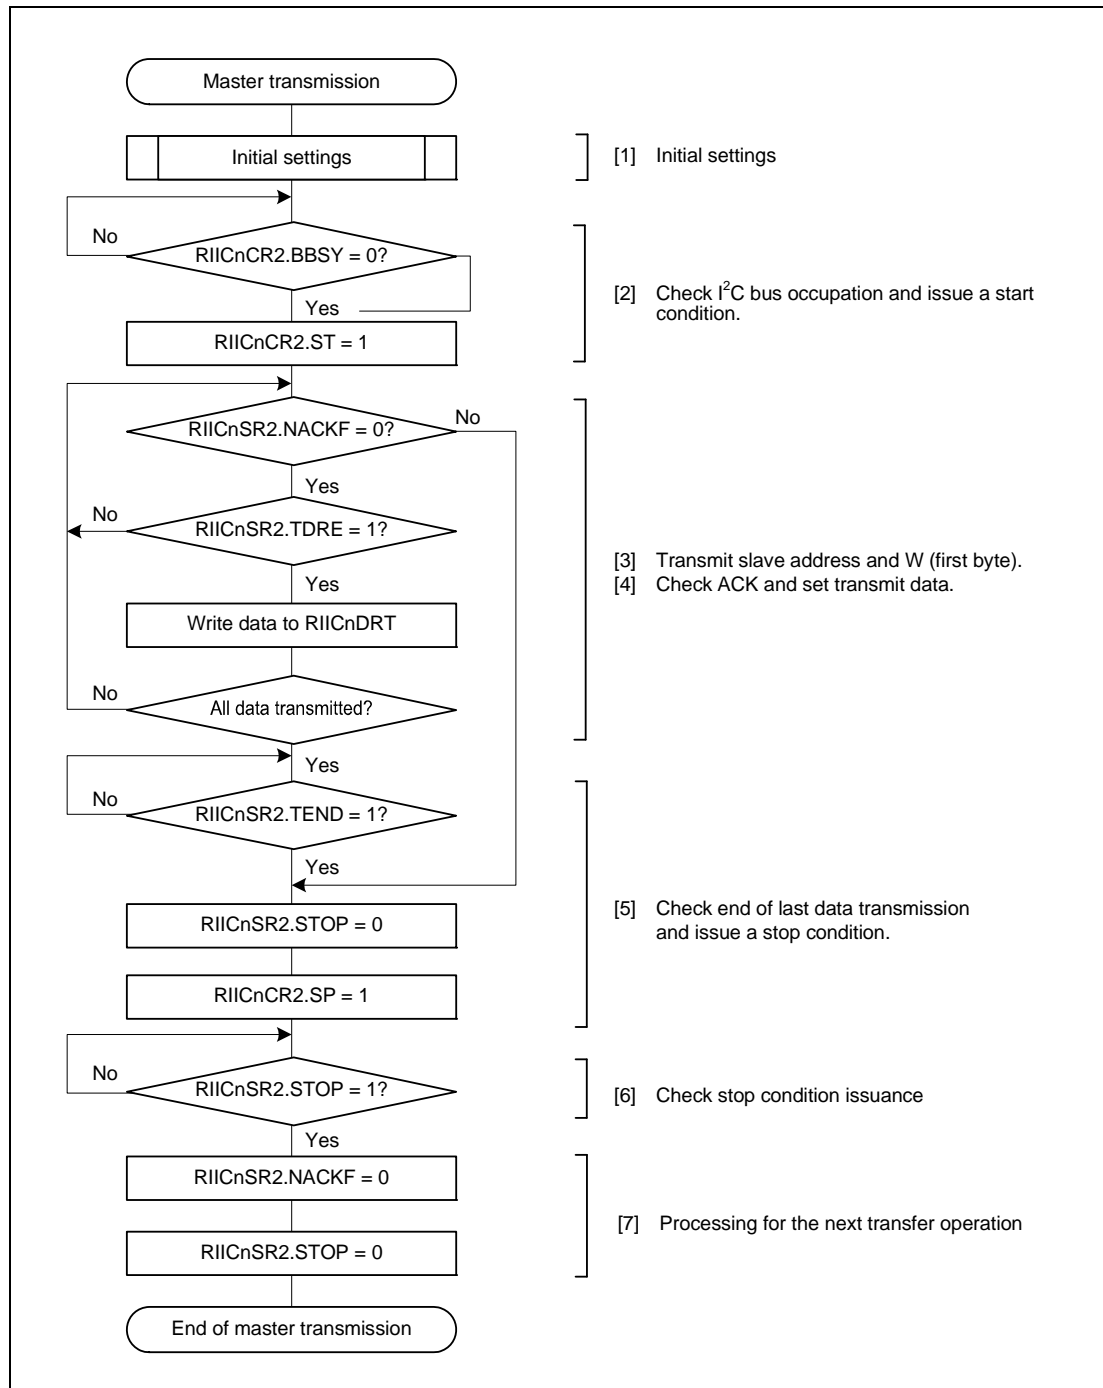 Master transmission
Initial settings
[1] Initial settings
No
RIICnCR2.BBSY = 0?
Yes
[2] Check I²C bus occupation and issue a start
condition.
RIICnCR2.ST = 1
RIICnSR2.NACKF = 0?
No
Yes
No
RIICnSR2.TDRE = 1?
Yes
[3] Transmit slave address and W (first byte).
[4] Check ACK and set transmit data.
Write data to RIICnDRT
No
All data transmitted?
Yes
No
RIICnSR2.TEND = 1?
Yes
RIICnSR2.STOP = 0
[5] Check end of last data transmission
and issue a stop condition.
RIICnCR2.SP = 1
No
RIICnSR2.STOP = 1?
[6] Check stop condition issuance
Yes
RIICnSR2.NACKF = 0
[7] Processing for the next transfer operation
RIICnSR2.STOP = 0
End of master transmission